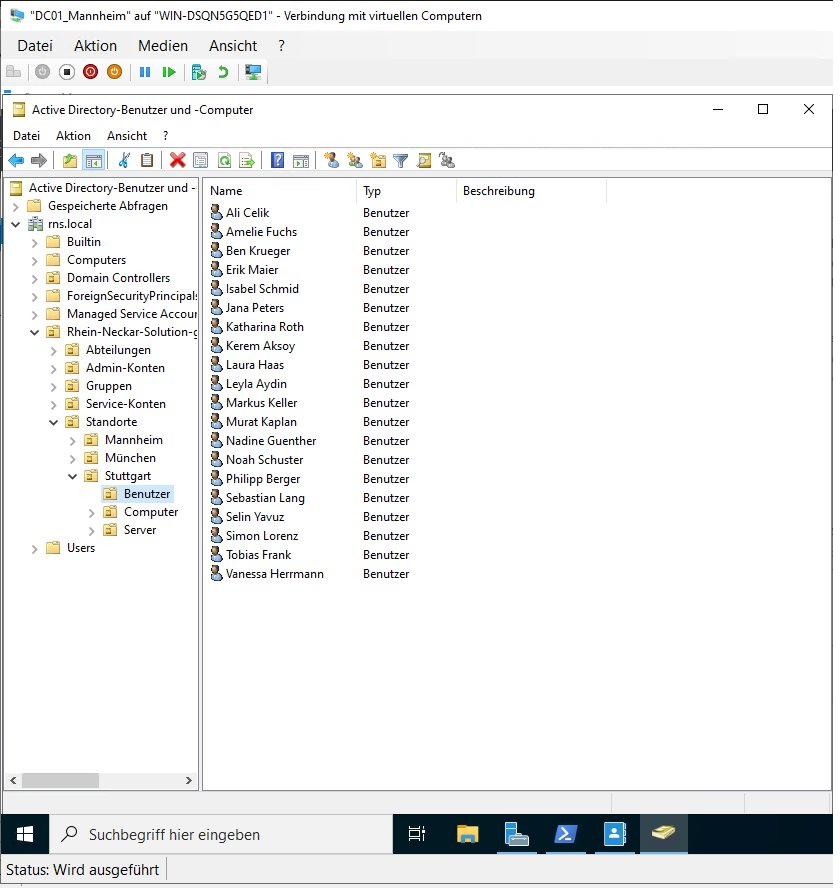 "DC01_Mannheim" auf "WIN-DSQN5G5QED1" - Verbindung mit virtuellen Computern
Datei Aktion Medien Ansicht ?
Active Directory-Benutzer und -Computer
Datei Aktion Ansicht ?
Active Directory-Benutzer und -
Gespeicherte Abfragen
rns.local
Builtin
Computers
Domain Controllers
ForeignSecurityPrincipals
Managed Service Accour
Rhein-Neckar-Solution-g
Abteilungen
Admin-Konten
Gruppen
Service-Konten
Standorte
Mannheim
München
Stuttgart
Benutzer
Computer
Server
Users
Name Typ Beschreibung
Ali Celik Benutzer
Amelie Fuchs Benutzer
Ben Krueger Benutzer
Erik Maier Benutzer
Isabel Schmid Benutzer
Jana Peters Benutzer
Katharina Roth Benutzer
Kerem Aksoy Benutzer
Laura Haas Benutzer
Leyla Aydin Benutzer
Markus Keller Benutzer
Murat Kaplan Benutzer
Nadine Guenther Benutzer
Noah Schuster Benutzer
Philipp Berger Benutzer
Sebastian Lang Benutzer
Selin Yavuz Benutzer
Simon Lorenz Benutzer
Tobias Frank Benutzer
Vanessa Herrmann Benutzer
Suchbegriff hier eingeben
Status: Wird ausgeführt